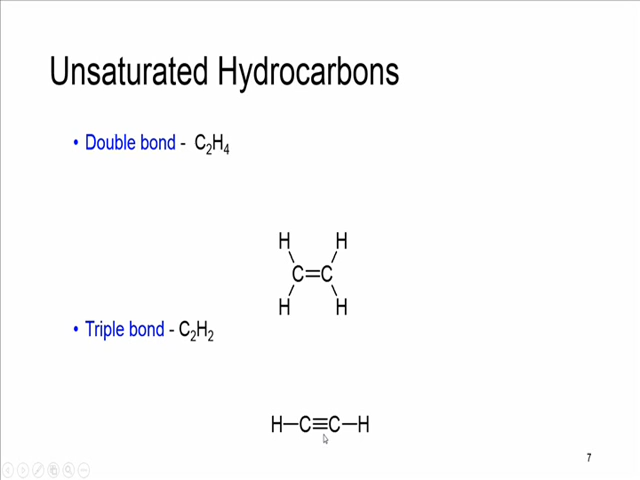 Unsaturated Hydrocarbons
• Double bond - C₂H₄
H H
C=C
H H
• Triple bond - C₂H₂
H—C≡C—H
7